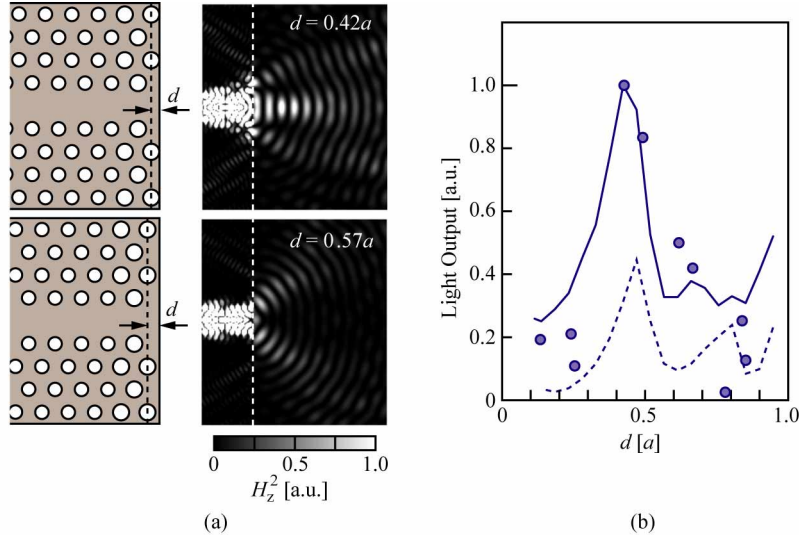 d
d = 0.42a
d
d = 0.57a
0
0.5
1.0
H_z^2 [a.u.]
(a)
Light Output [a.u.]
1.0
0.8
0.6
0.4
0.2
0
0
0.5
1.0
d [a]
(b)